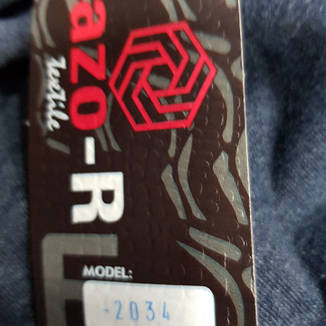 azo-R
Textile
MODEL:
-2034